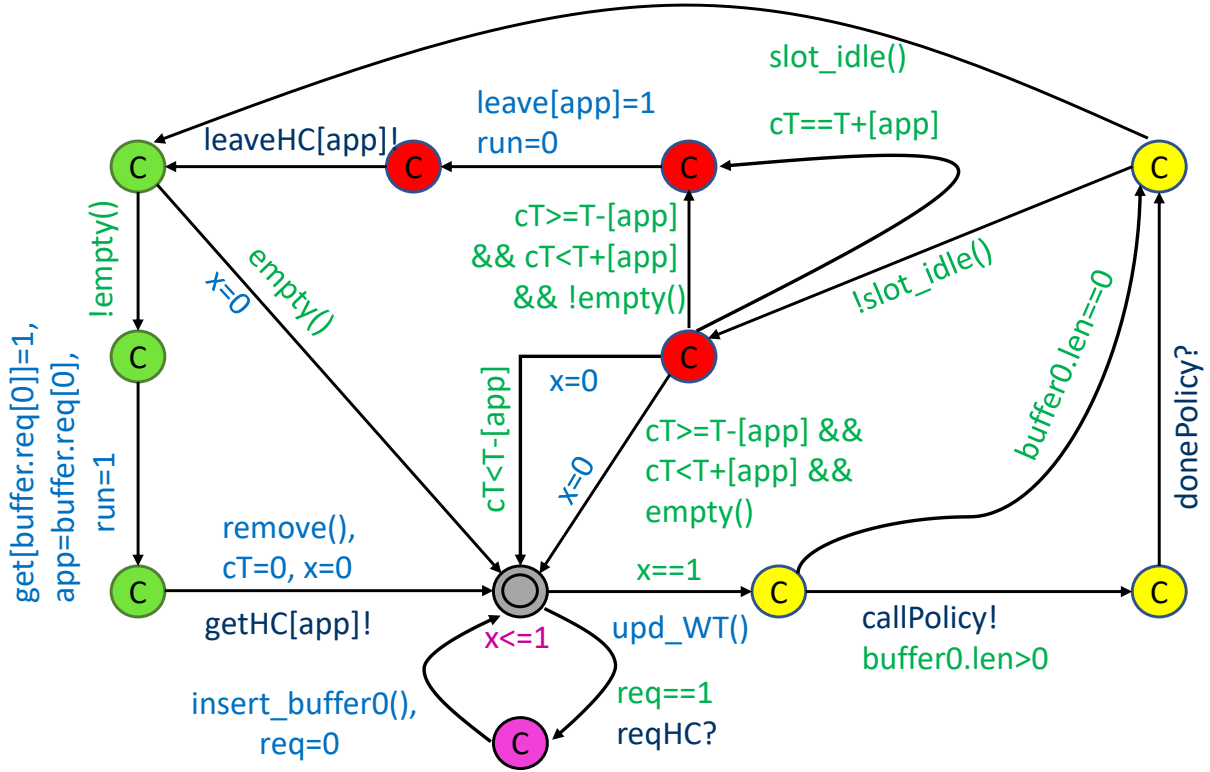 slot_idle()
leave[app]=1
run=0
cT==T+[app]
leaveHC[app]!
C
C
C
C
!empty()
x=0
empty()
cT>=T-[app]
&& cT<T+[app]
&& !empty()
!slot_idle()
C
C
x=0
cT<T-[app]
x=0
cT>=T-[app] &&
cT<T+[app] &&
empty()
buffer0.len==0
donePolicy?
get[buffer.req[0]]=1,
app=buffer.req[0],
run=1
remove(),
cT=0, x=0
getHC[app]!
C
x==1
upd_WT()
C
C
callPolicy!
buffer0.len>0
x<=1
insert_buffer0(),
req=0
req==1
reqHC?
C